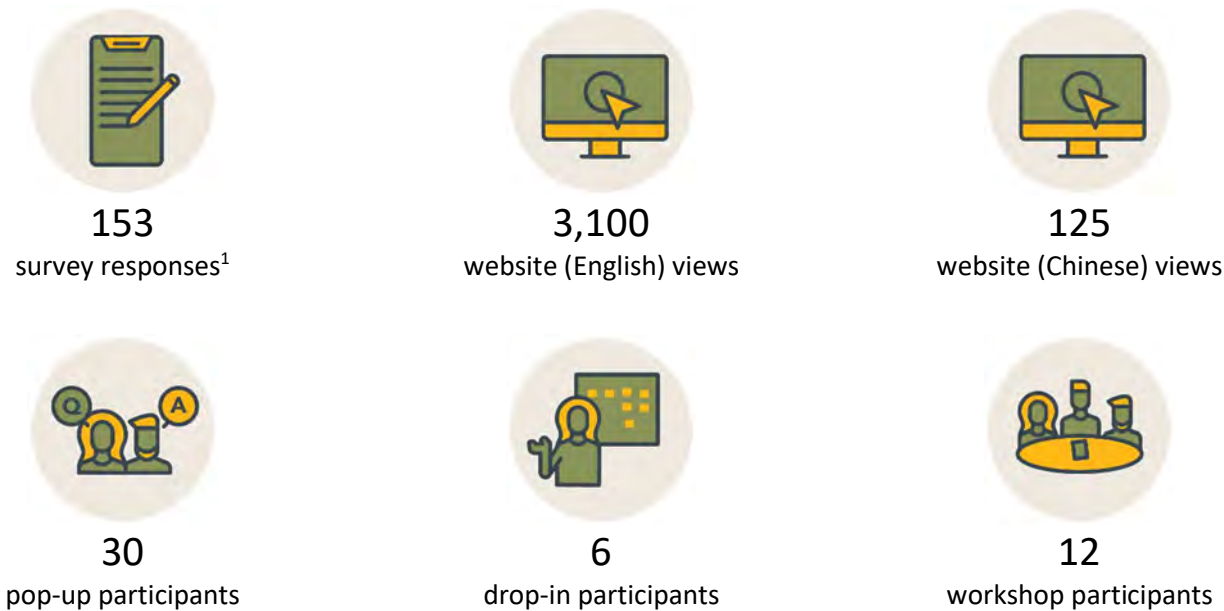 153
survey responses¹
3,100
website (English) views
125
website (Chinese) views
Q
A
30
pop-up participants
6
drop-in participants
12
workshop participants